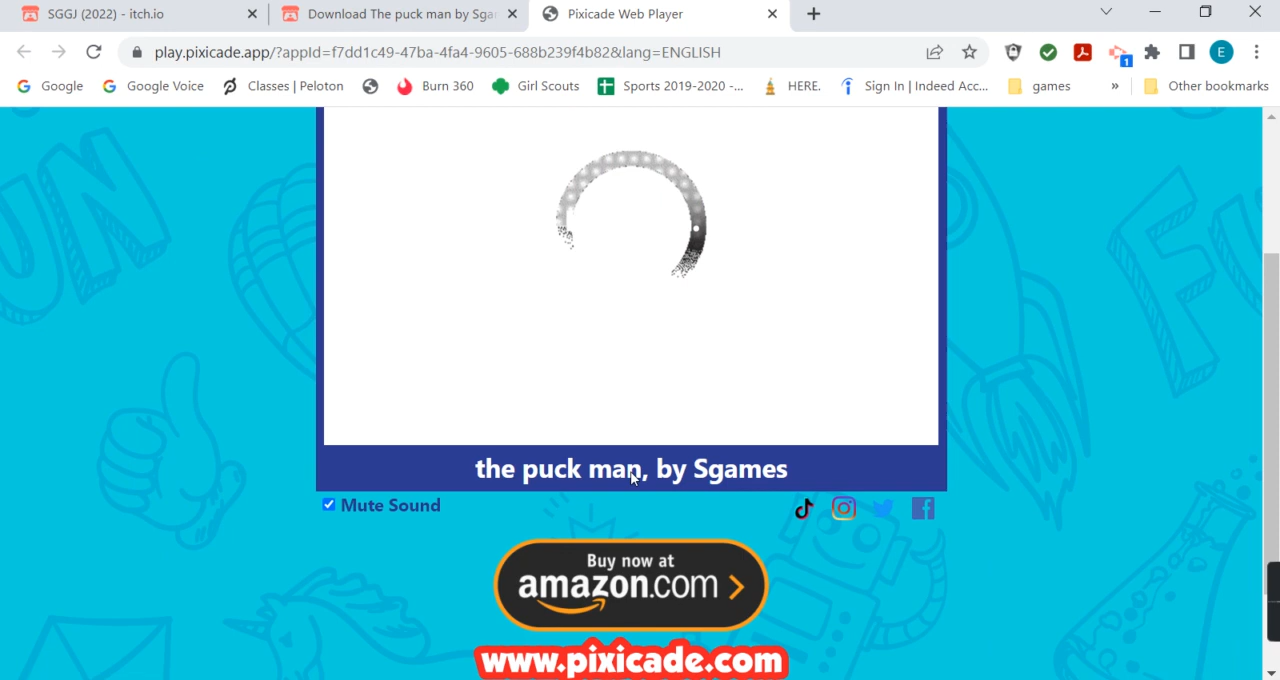 SGGJ (2022) - itch.io
Download The puck man by Sga
Pixicade Web Player
play.pixicade.app/?appId=f7dd1c49-47ba-4fa4-9605-688b239f4b82&lang=ENGLISH
1
E
Google
Google Voice
Classes | Peloton
Burn 360
Girl Scouts
Sports 2019-2020 -...
HERE.
Sign In | Indeed Acc...
games
»
Other bookmarks
FUN
FU
the puck man, by Sgames
Mute Sound
Buy now at
amazon.com
www.pixicade.com